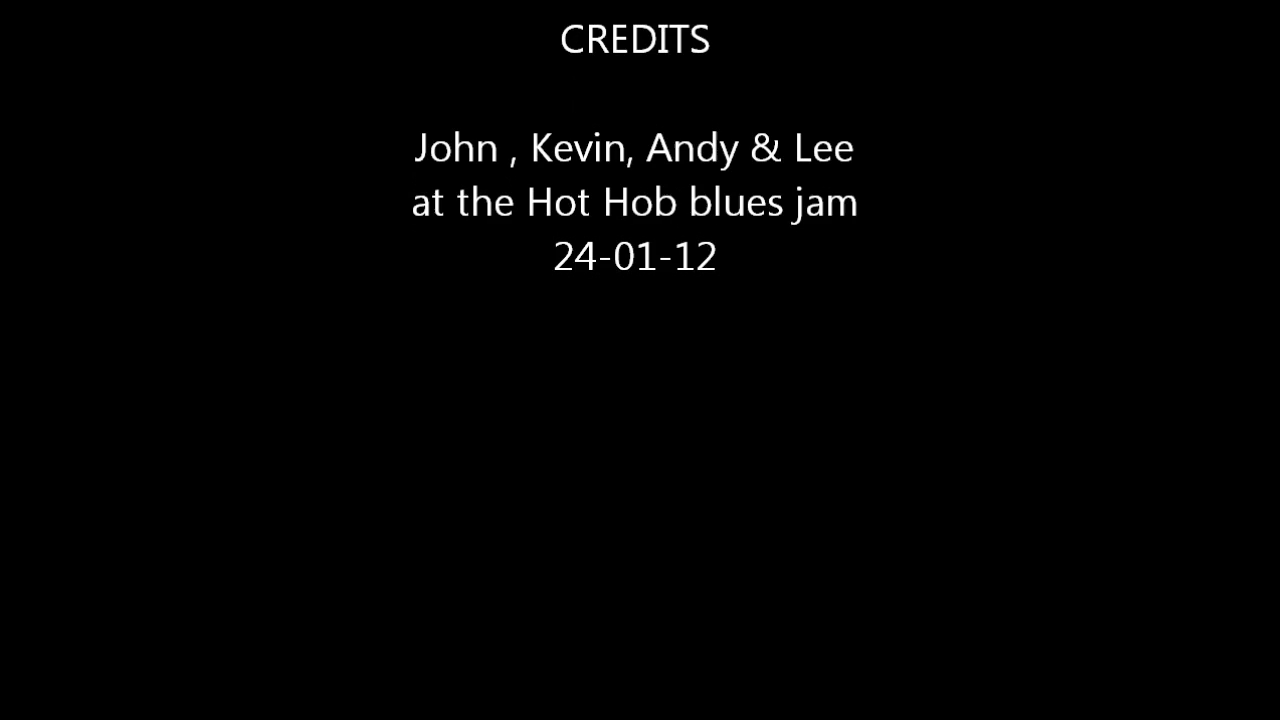 CREDITS
John , Kevin, Andy & Lee
at the Hot Hob blues jam
24-01-12